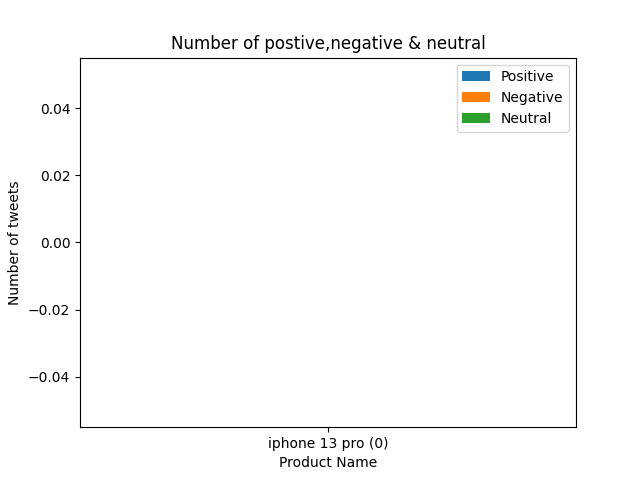 Number of postive,negative & neutral
Positive
Negative
Neutral
0.04
0.02
0.00
−0.02
−0.04
Number of tweets
iphone 13 pro (0)
Product Name